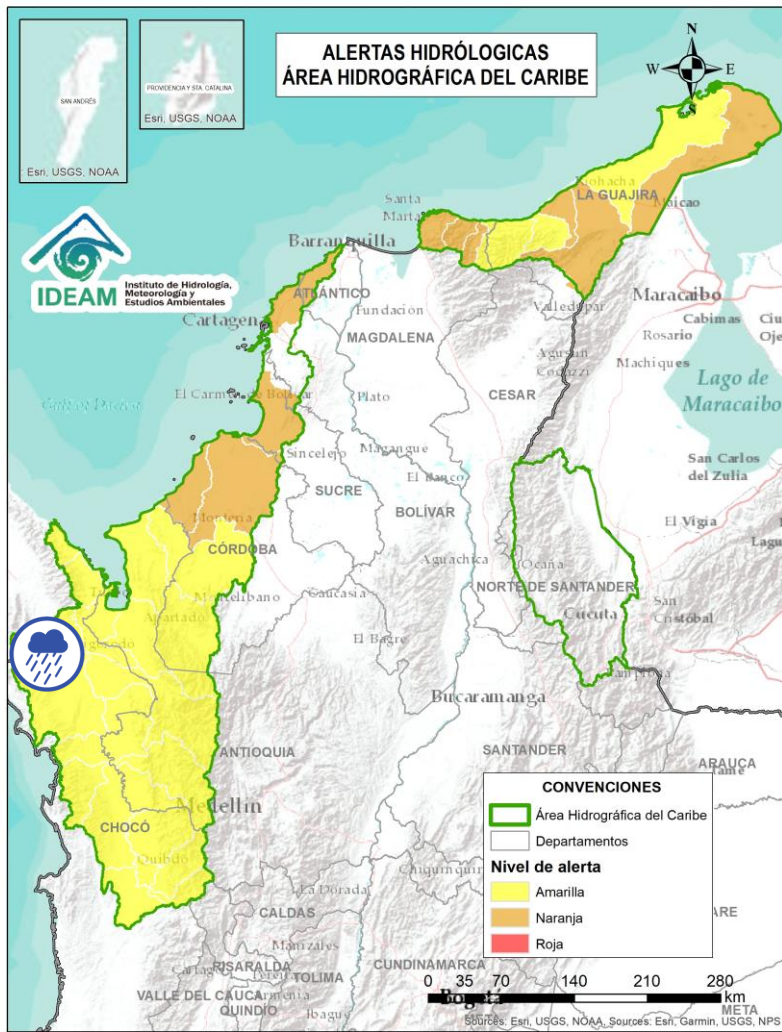 ALERTAS HIDRÓLOGICAS
ÁREA HIDROGRÁFICA DEL CARIBE
N
W
E
S
SAN ANDRÉS
PROVIDENCIA Y STA. CATALINA
Esri, USGS, NOAA
Esri, USGS, NOAA
IDEAM
Instituto de Hidrología,
Meteorología y
Estudios Ambientales
Riohacha
LA GUAJIRA
Maicao
Santa
Marta
Barranquilla
ATLÁNTICO
Cartagena
Fundación
MAGDALENA
Valledupar
Maracaibo
Cabimas
Rosario
Machiques
Agustín
Codazzi
CESAR
Lago de
Maracaibo
El Carmen de Bolívar
Plato
Sincelejo
Magangué
San Carlos
del Zulia
SUCRE
El Banco
BOLÍVAR
El Vigía
Montería
CÓRDOBA
Aguachica
Ocaña
NORTE DE SANTANDER
Montelíbano
Caucasia
Apartadó
Cúcuta
San
Cristóbal
El Bagre
Bucaramanga
Pamplona
ANTIOQUIA
SANTANDER
ARAUCA
Medellín
CHOCÓ
Quibdó
La Dorada
CALDAS
Manizales
RISARALDA
Pereira
TOLIMA
CUNDINAMARCA
VALLE DEL CAUCA
Armenia
QUINDÍO
Ibagué
Bogotá
META
META
CONVENCIONES
Área Hidrográfica del Caribe
Departamentos
Nivel de alerta
Amarilla
Naranja
Roja
0 35 70 140 210 280
km
Sources: Esri, USGS, NOAA, Sources: Esri, Garmin, USGS, NPS